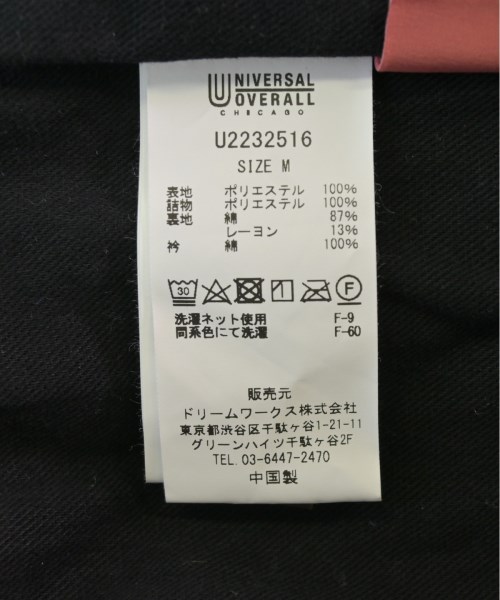 UNIVERSAL
OVERALL
CHICAGO
U2232516
SIZE M
表地 ポリエステル 100%
詰物 ポリエステル 100%
裏地 綿 87%
レーヨン 13%
衿 綿 100%
30 F
洗濯ネット使用 F-9
同系色にて洗濯 F-60
販売元
ドリームワークス株式会社
東京都渋谷区千駄ヶ谷1-21-11
グリーンハイツ千駄ヶ谷2F
TEL. 03-6447-2470
中国製